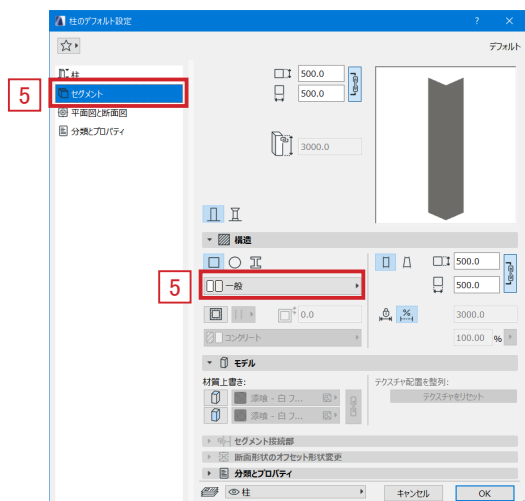 柱のデフォルト設定
デフォルト
柱
5
セグメント
平面図と断面図
分類とプロパティ
500.0
500.0
3000.0
構造
5
一般
500.0
500.0
0.0
3000.0
コンクリート
100.00 %
モデル
材質上書き:
テクスチャ配置を整列:
漆喰 - 白 フ...
テクスチャをリセット
漆喰 - 白 フ...
セグメント接続部
断面形状のオフセット形状変更
分類とプロパティ
柱
キャンセル
OK